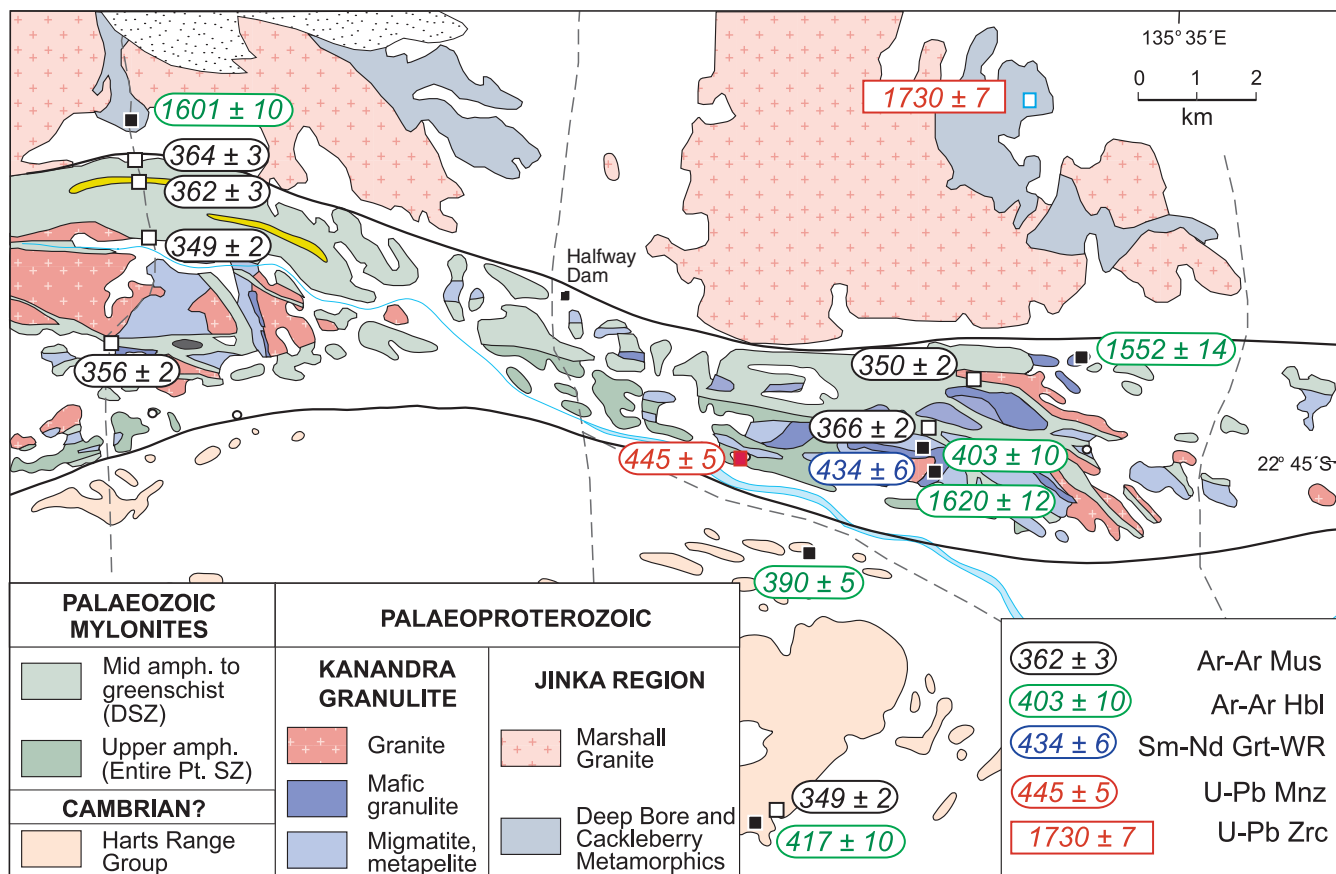 135° 35´E
0 1 2
km
1730 ± 7
1601 ± 10
364 ± 3
362 ± 3
349 ± 2
Halfway
Dam
356 ± 2
350 ± 2
1552 ± 14
366 ± 2
445 ± 5
434 ± 6
403 ± 10
22° 45´S
1620 ± 12
390 ± 5
349 ± 2
417 ± 10
PALAEOZOIC
MYLONITES
Mid amph. to
greenschist
(DSZ)
Upper amph.
(Entire Pt. SZ)
CAMBRIAN?
Harts Range
Group
PALAEOPROTEROZOIC
KANANDRA
GRANULITE
Granite
Mafic
granulite
Migmatite,
metapelite
JINKA REGION
Marshall
Granite
Deep Bore and
Cackleberry
Metamorphics
362 ± 3 Ar-Ar Mus
403 ± 10 Ar-Ar Hbl
434 ± 6 Sm-Nd Grt-WR
445 ± 5 U-Pb Mnz
1730 ± 7 U-Pb Zrc